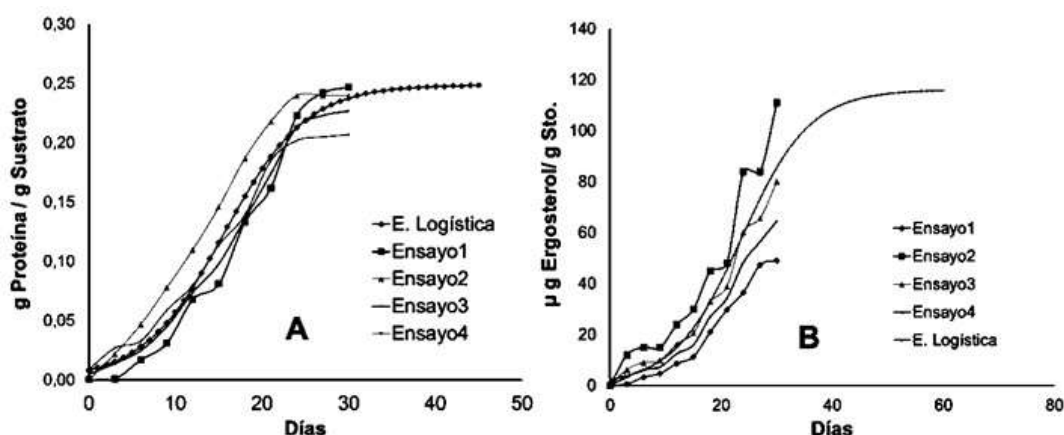 g Proteína / g Sustrato
0,30
0,25
0,20
0,15
0,10
0,05
0,00
0 10 20 30 40 50
Días
E. Logística
Ensayo1
Ensayo2
Ensayo3
Ensayo4
A
µ g Ergosterol/ g Sto.
140
120
100
80
60
40
20
0
0 20 40 60 80
Días
Ensayo1
Ensayo2
Ensayo3
Ensayo4
E. Logística
B